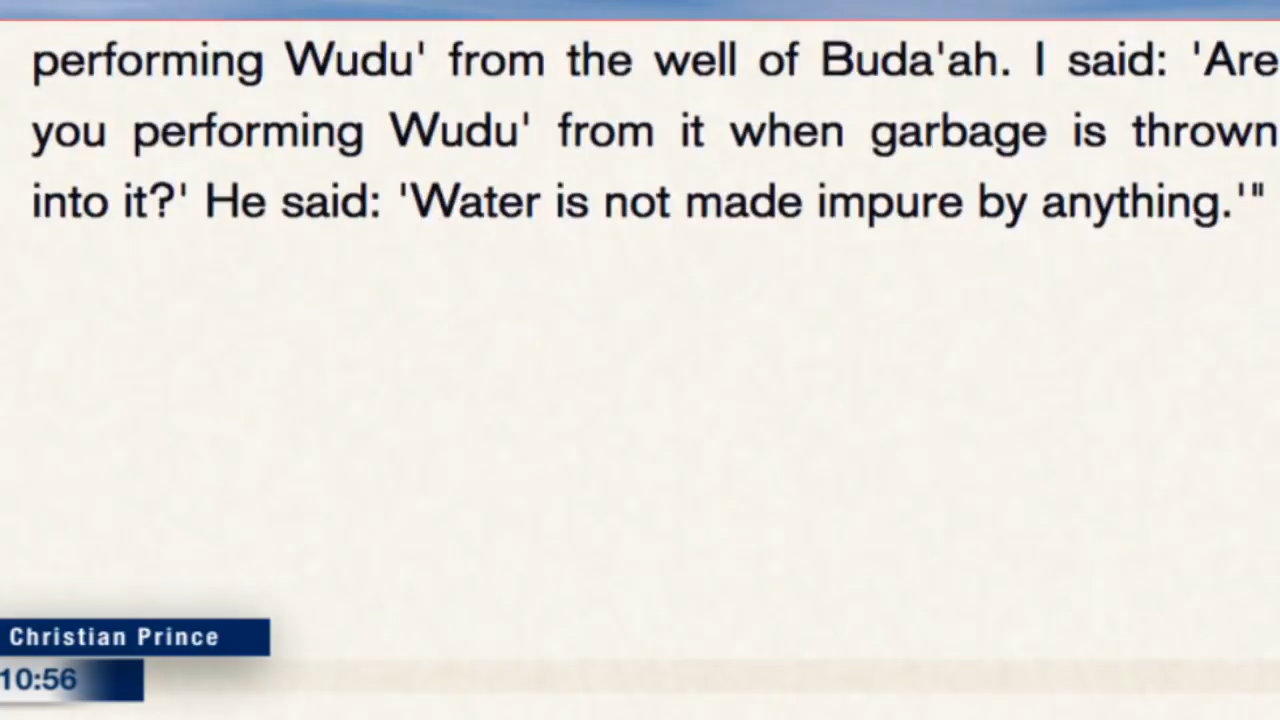 performing Wudu' from the well of Buda'ah. I said: 'Are
you performing Wudu' from it when garbage is thrown
into it?' He said: 'Water is not made impure by anything.'"
Christian Prince
10:56